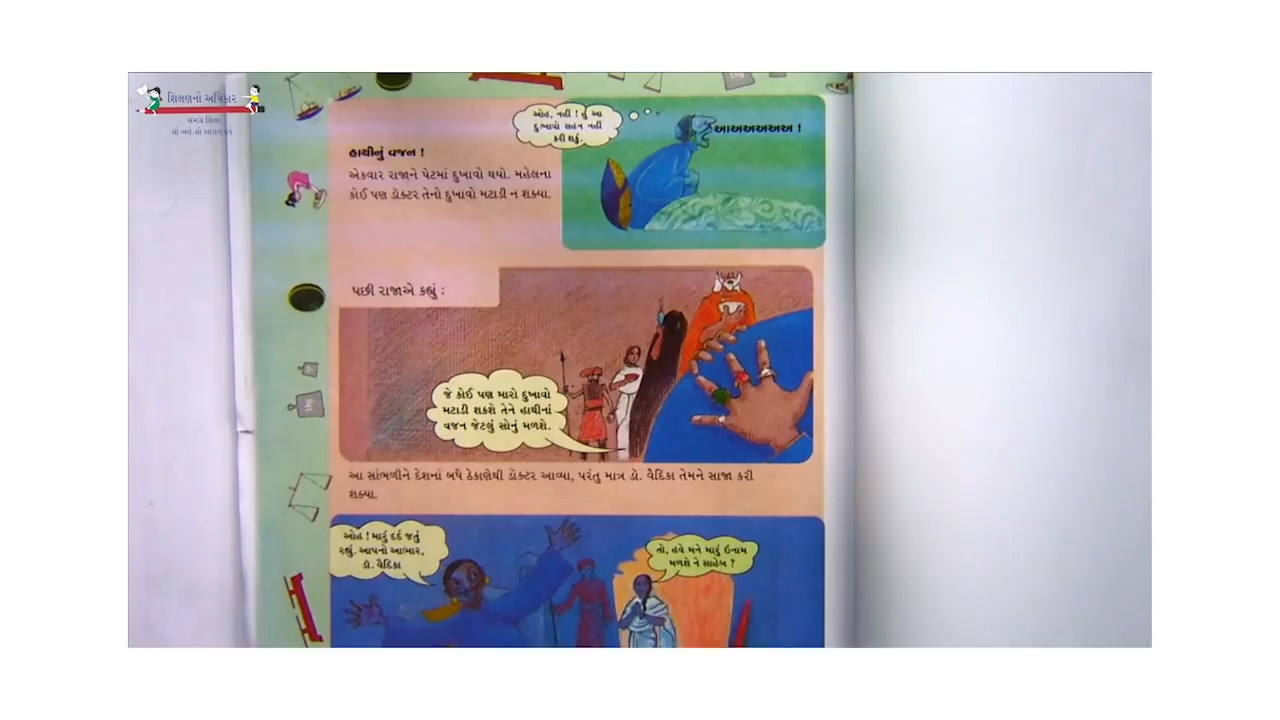 શિક્ષણનો અધિકાર
સમગ્ર શિક્ષા
ઓહ, નહીં ! હું આ
દુખાવો સહન નહીં
કરી શકું.
આઅઅઅઅઅ !
હાથીનું વજન !
એકવાર રાજાને પેટમાં દુખાવો થયો. મહેલના
કોઈ પણ ડૉક્ટર તેનો દુખાવો મટાડી ન શક્યા.
પછી રાજાએ કહ્યું :
જે કોઈ પણ મારો દુખાવો
મટાડી શકશે તેને હાથીનાં
વજન જેટલું સોનું મળશે.
આ સાંભળીને દેશનાં બધે ઠેકાણેથી ડૉક્ટર આવ્યા, પરંતુ માત્ર ડૉ. વૈદિકા તેમને સાજા કરી
શક્યા.
ઓહ ! મારું દર્દ જતું
રહ્યું. આપનો આભાર,
ડૉ. વૈદિકા
તો, હવે મને મારું ઇનામ
મળશે ને સાહેબ ?